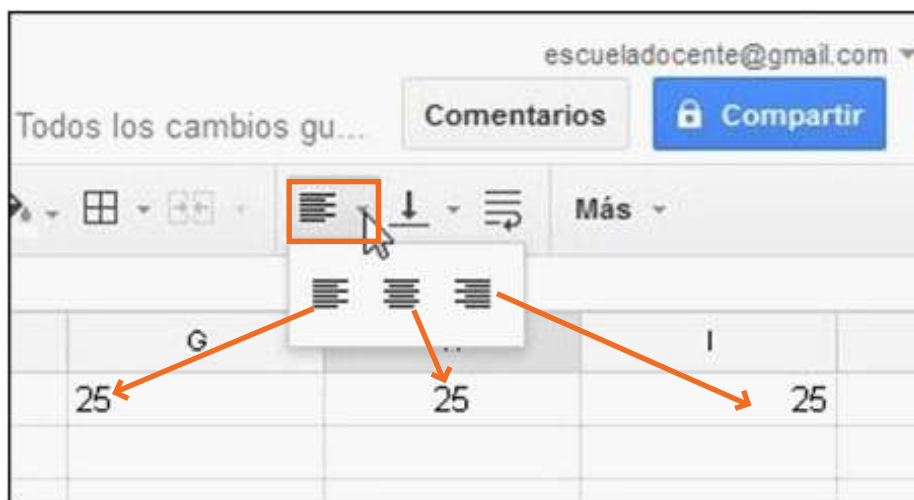 escueladocente@gmail.com
Todos los cambios gu... Comentarios Compartir
Más
G I
25 25 25